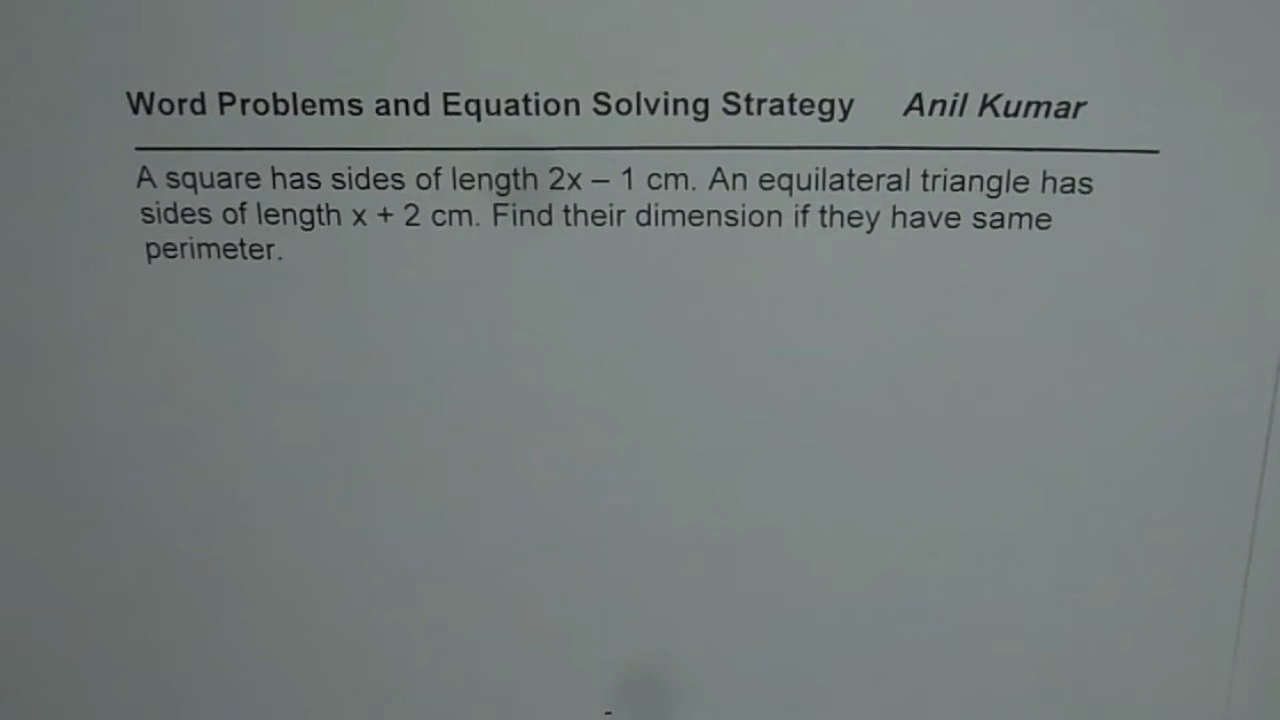 Word Problems and Equation Solving Strategy Anil Kumar
A square has sides of length 2x – 1 cm. An equilateral triangle has
sides of length x + 2 cm. Find their dimension if they have same
perimeter.